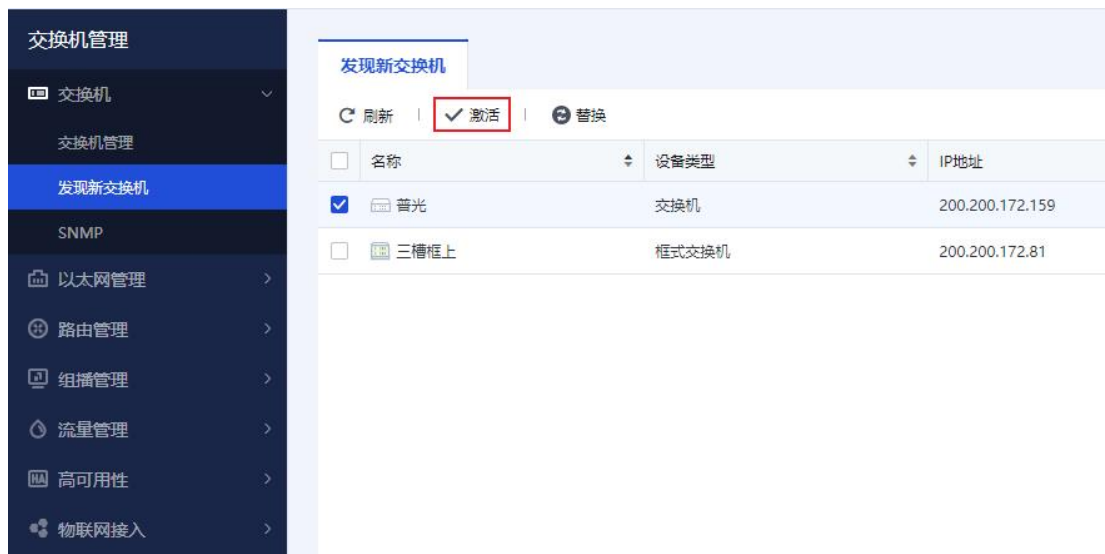 交换机管理
交换机
交换机管理
发现新交换机
SNMP
以太网管理
路由管理
组播管理
流量管理
HA 高可用性
物联网接入
发现新交换机
刷新 激活 替换
名称 设备类型 IP地址
普光 交换机 200.200.172.159
三槽框上 框式交换机 200.200.172.81